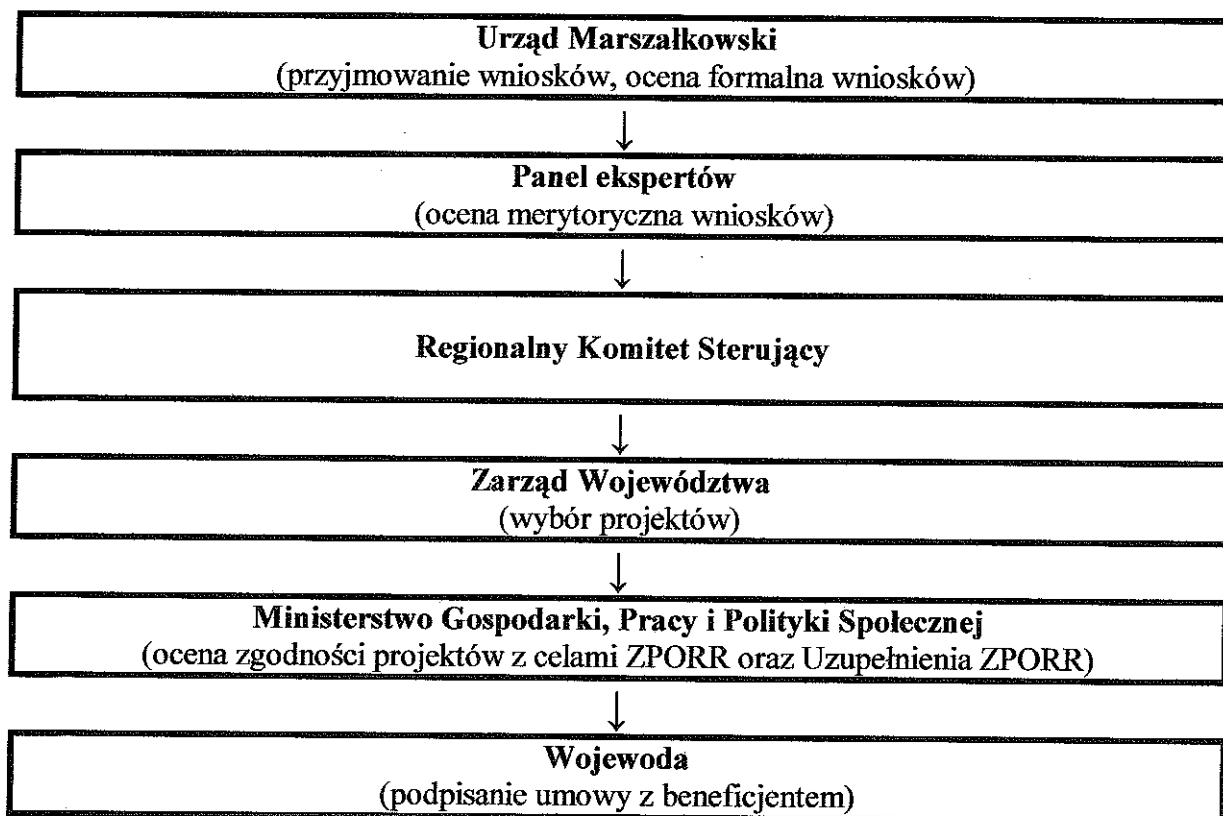 Urząd Marszałkowski
(przyjmowanie wniosków, ocena formalna wniosków)
↓
Panel ekspertów
(ocena merytoryczna wniosków)
↓
Regionalny Komitet Sterujący
↓
Zarząd Województwa
(wybór projektów)
↓
Ministerstwo Gospodarki, Pracy i Polityki Społecznej
(ocena zgodności projektów z celami ZPORR oraz Uzupełnienia ZPORR)
↓
Wojewoda
(podpisanie umowy z beneficjentem)